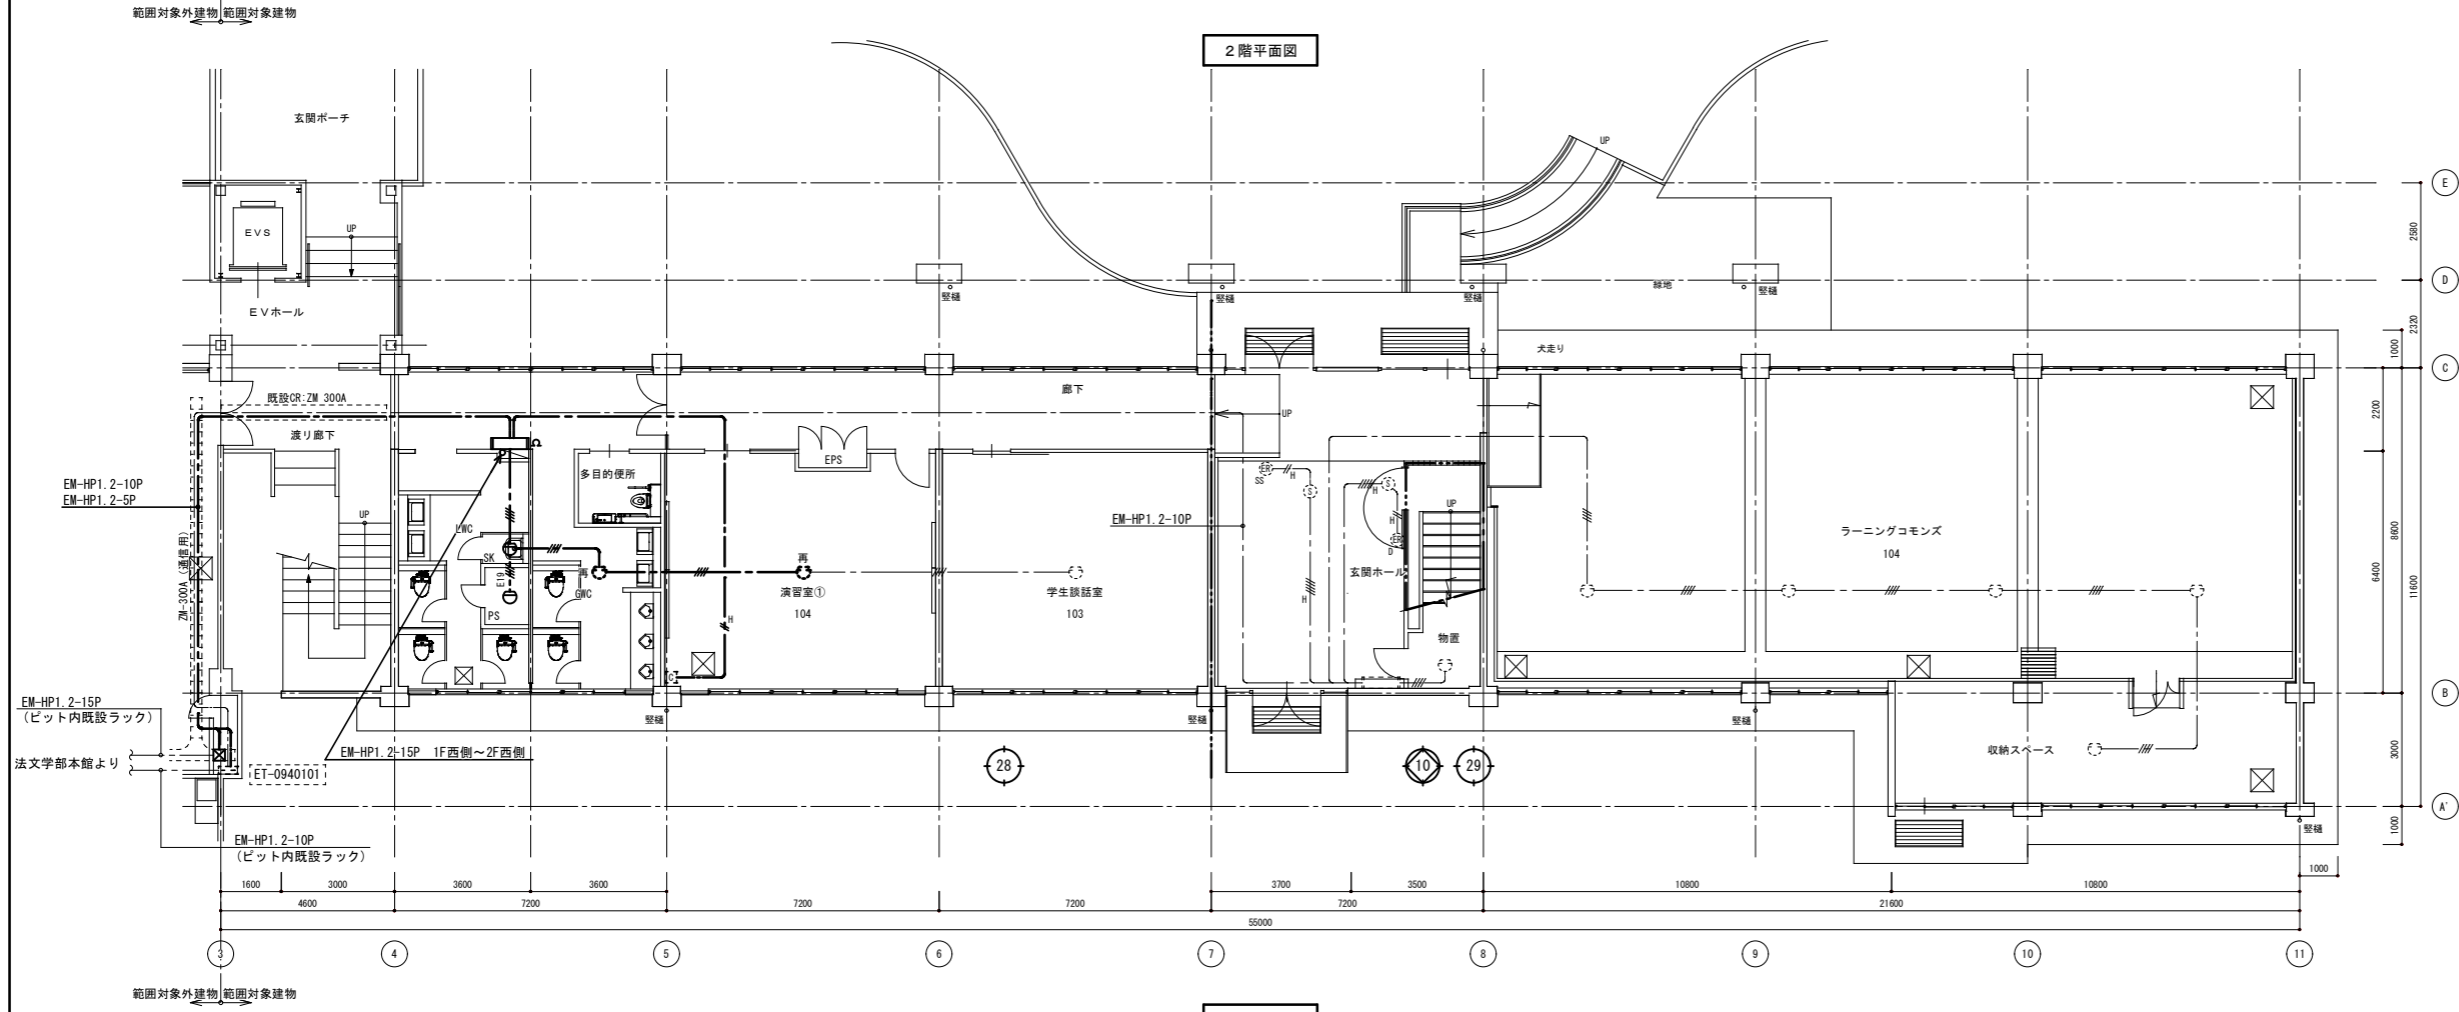 範囲対象外建物 範囲対象建物
2階平面図
玄関ポーチ
UP
E
EVS
UP
2580
D
EVホール
竪樋
竪樋
竪樋
緑地
竪樋
2320
1000
犬走り
C
既設CR:ZM 300A
廊下
UP
渡り廊下
2200
EPS
多目的便所
EM-HP1.2-10P
EM-HP1.2-5P
ER
SS
H
S
H
S
UP
UP
LWC
EM-HP1.2-10P
H
ラーニングコモンズ
104
8600
ZM-300A (通信用)
SK
再
ER
D
E19
再
玄関ホール
6400
11600
GWC
演習室①
104
学生談話室
103
H
PS
H
物置
C
EM-HP1.2-15P
(ピット内既設ラック)
B
竪樋
竪樋
竪樋
EM-HP1.2-15P 1F西側~2F西側
法文学部本館より
ET-0940101
28
10
29
収納スペース
3000
A'
EM-HP1.2-10P
(ピット内既設ラック)
竪樋
1000
1600
3000
3600
3600
3700
3500
10800
10800
1000
4600
7200
7200
7200
7200
21600
55000
3
4
5
6
7
8
9
10
11
範囲対象外建物 範囲対象建物